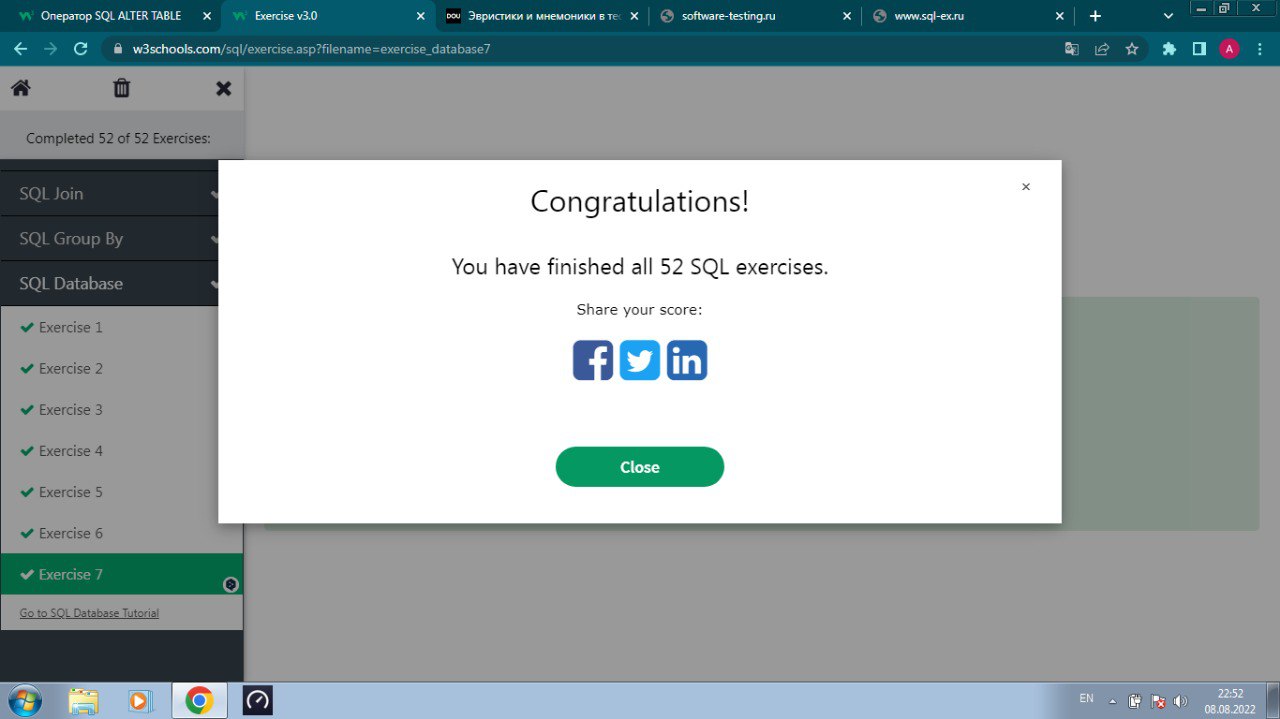 Оператор SQL ALTER TABLE
Exercise v3.0
DOU
Эвристики и мнемоники в те
software-testing.ru
www.sql-ex.ru
w3schools.com/sql/exercise.asp?filename=exercise_database7
A
Completed 52 of 52 Exercises:
SQL Join
SQL Group By
SQL Database
Exercise 1
Exercise 2
Exercise 3
Exercise 4
Exercise 5
Exercise 6
Exercise 7
Go to SQL Database Tutorial
Congratulations!
You have finished all 52 SQL exercises.
Share your score:
f
in
Close
EN
22:52
08.08.2022